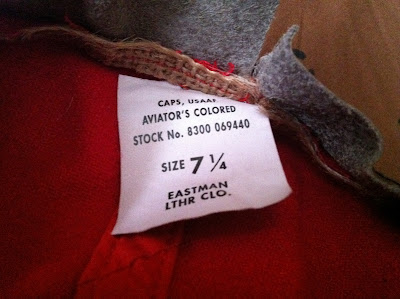 CAPS, USAAF
AVIATOR'S COLORED
STOCK No. 8300 069440
SIZE 7 ¼
EASTMAN
LTHR CLO.